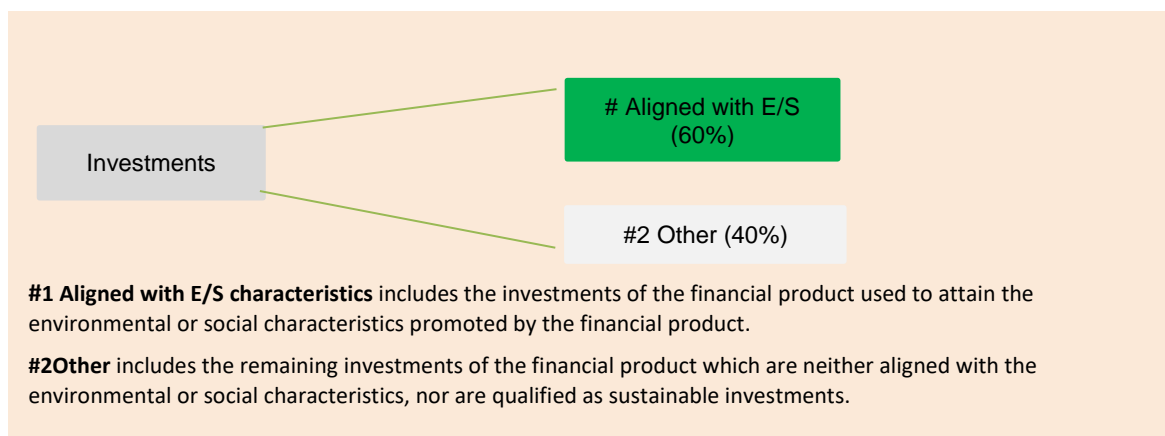 # Aligned with E/S
(60%)
Investments
#2 Other (40%)
#1 Aligned with E/S characteristics includes the investments of the financial product used to attain the
environmental or social characteristics promoted by the financial product.
#2Other includes the remaining investments of the financial product which are neither aligned with the
environmental or social characteristics, nor are qualified as sustainable investments.